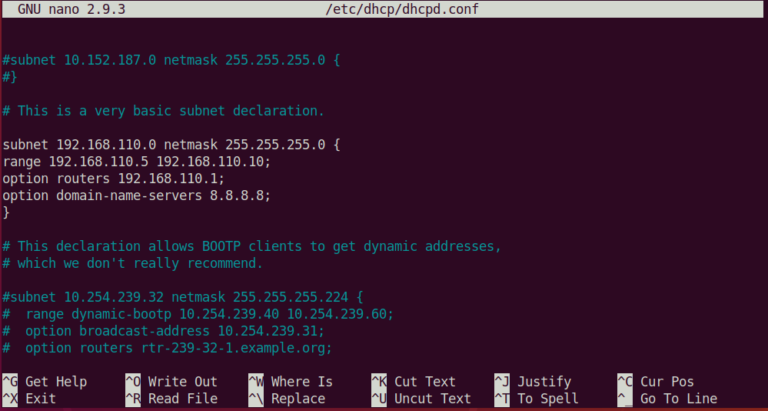 GNU nano 2.9.3 /etc/dhcp/dhcpd.conf
#subnet 10.152.187.0 netmask 255.255.255.0 {
#}
# This is a very basic subnet declaration.
subnet 192.168.110.0 netmask 255.255.255.0 {
range 192.168.110.5 192.168.110.10;
option routers 192.168.110.1;
option domain-name-servers 8.8.8.8;
}
# This declaration allows BOOTP clients to get dynamic addresses,
# which we don't really recommend.
#subnet 10.254.239.32 netmask 255.255.255.224 {
#  range dynamic-bootp 10.254.239.40 10.254.239.60;
#  option broadcast-address 10.254.239.31;
#  option routers rtr-239-32-1.example.org;
^G Get Help ^O Write Out ^W Where Is ^K Cut Text ^J Justify ^C Cur Pos
^X Exit ^R Read File ^\ Replace ^U Uncut Text ^T To Spell ^_ Go To Line